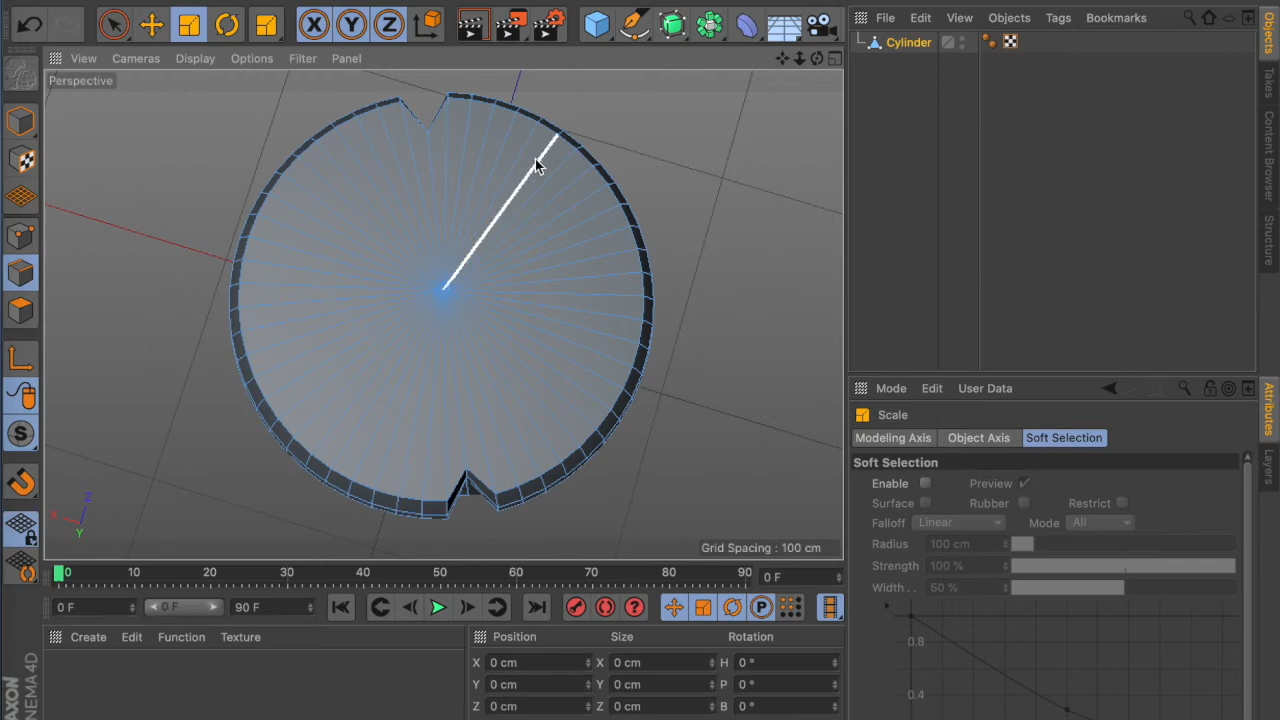 X Y Z
File Edit View Objects Tags Bookmarks
Objects
Takes
Content Browser
Structure
Attributes
Layers
Cylinder
View Cameras Display Options Filter Panel
Perspective
S
Z
X
Y
Grid Spacing : 100 cm
0 10 20 30 40 50 60 70 80 90 0 F
0 F 0 F 90 F ? P
Create Edit Function Texture
Position Size Rotation
X 0 cm X 0 cm H 0 °
Y 0 cm Y 0 cm P 0 °
Z 0 cm Z 0 cm B 0 °
Mode Edit User Data
Scale
Modeling Axis Object Axis Soft Selection
Soft Selection
Enable Preview
Surface Rubber Restrict
Falloff Linear Mode All
Radius 100 cm
Strength 100 %
Width . . 60 %
0.8
0.4
AXON
NEMA 4D